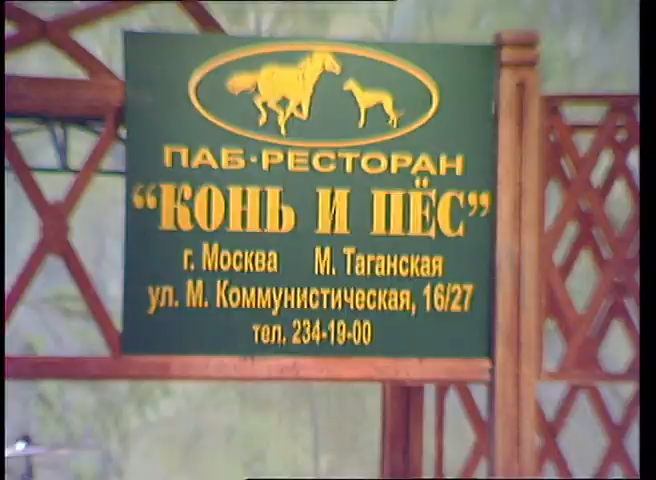 ПАБ·РЕСТОРАН
“КОНЬ И ПЁС”
г. Москва М. Таганская
ул. М. Коммунистическая, 16/27
тел. 234-19-00